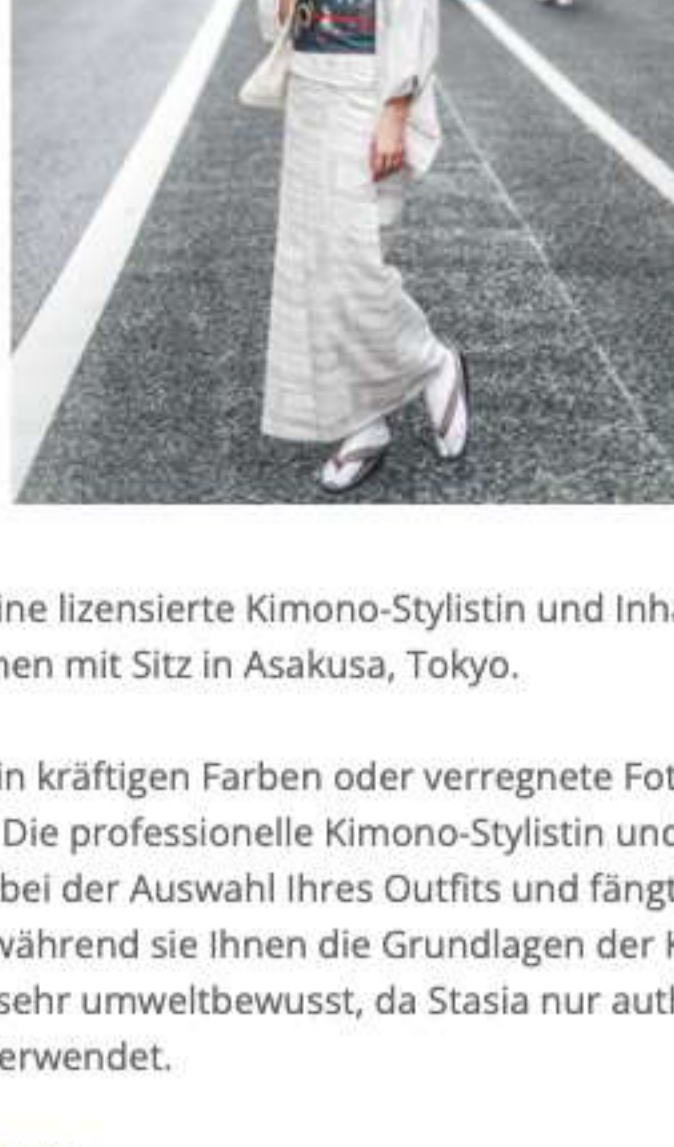 ine lizensierte Kimono-Stylistin und Inha
nen mit Sitz in Asakusa, Tokyo.
in kräftigen Farben oder verregnete Fot
Die professionelle Kimono-Stylistin und
bei der Auswahl Ihres Outfits und fängt
während sie Ihnen die Grundlagen der K
sehr umweltbewusst, da Stasia nur auth
erwendet.